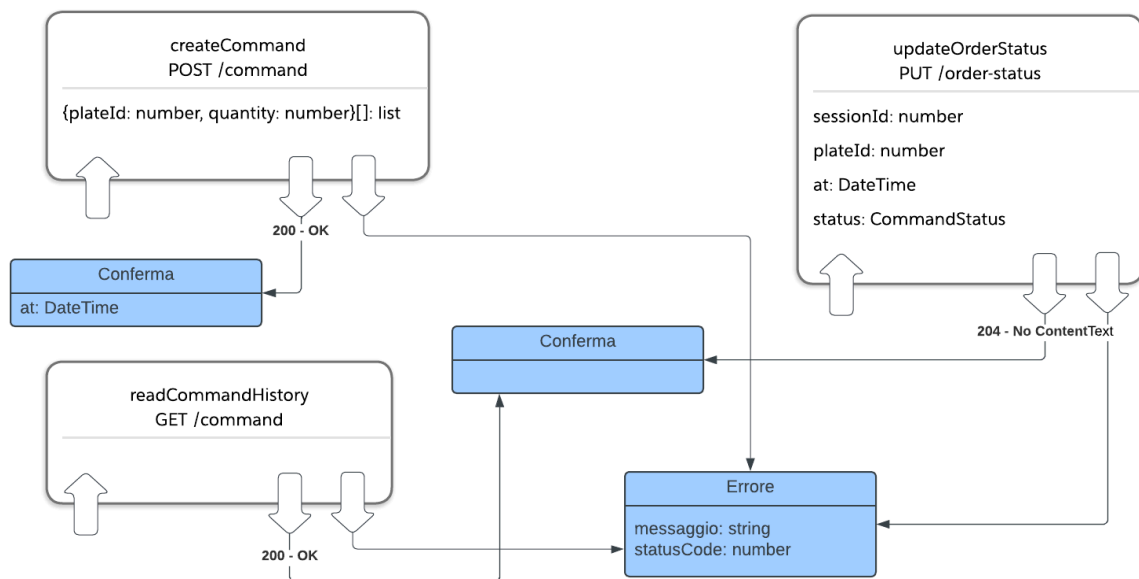 createCommand
POST /command
{plateId: number, quantity: number}[]: list
200 - OK
Conferma
at: DateTime
updateOrderStatus
PUT /order-status
sessionId: number
plateId: number
at: DateTime
status: CommandStatus
204 - No ContentText
Conferma
readCommandHistory
GET /command
200 - OK
Errore
messaggio: string
statusCode: number